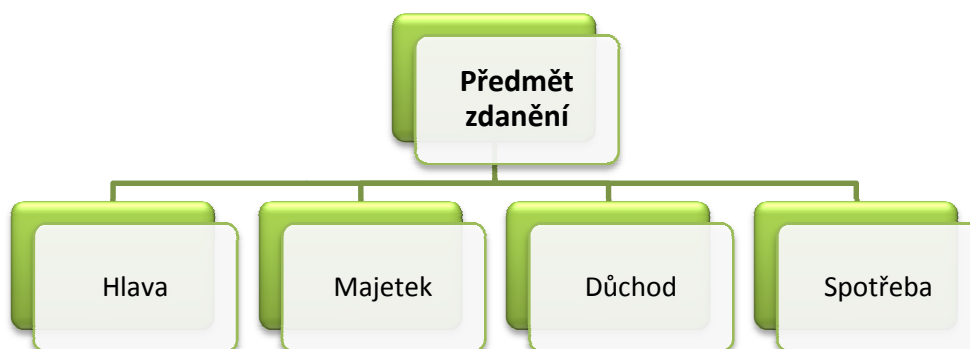 Předmět
zdanění
Hlava
Majetek
Důchod
Spotřeba